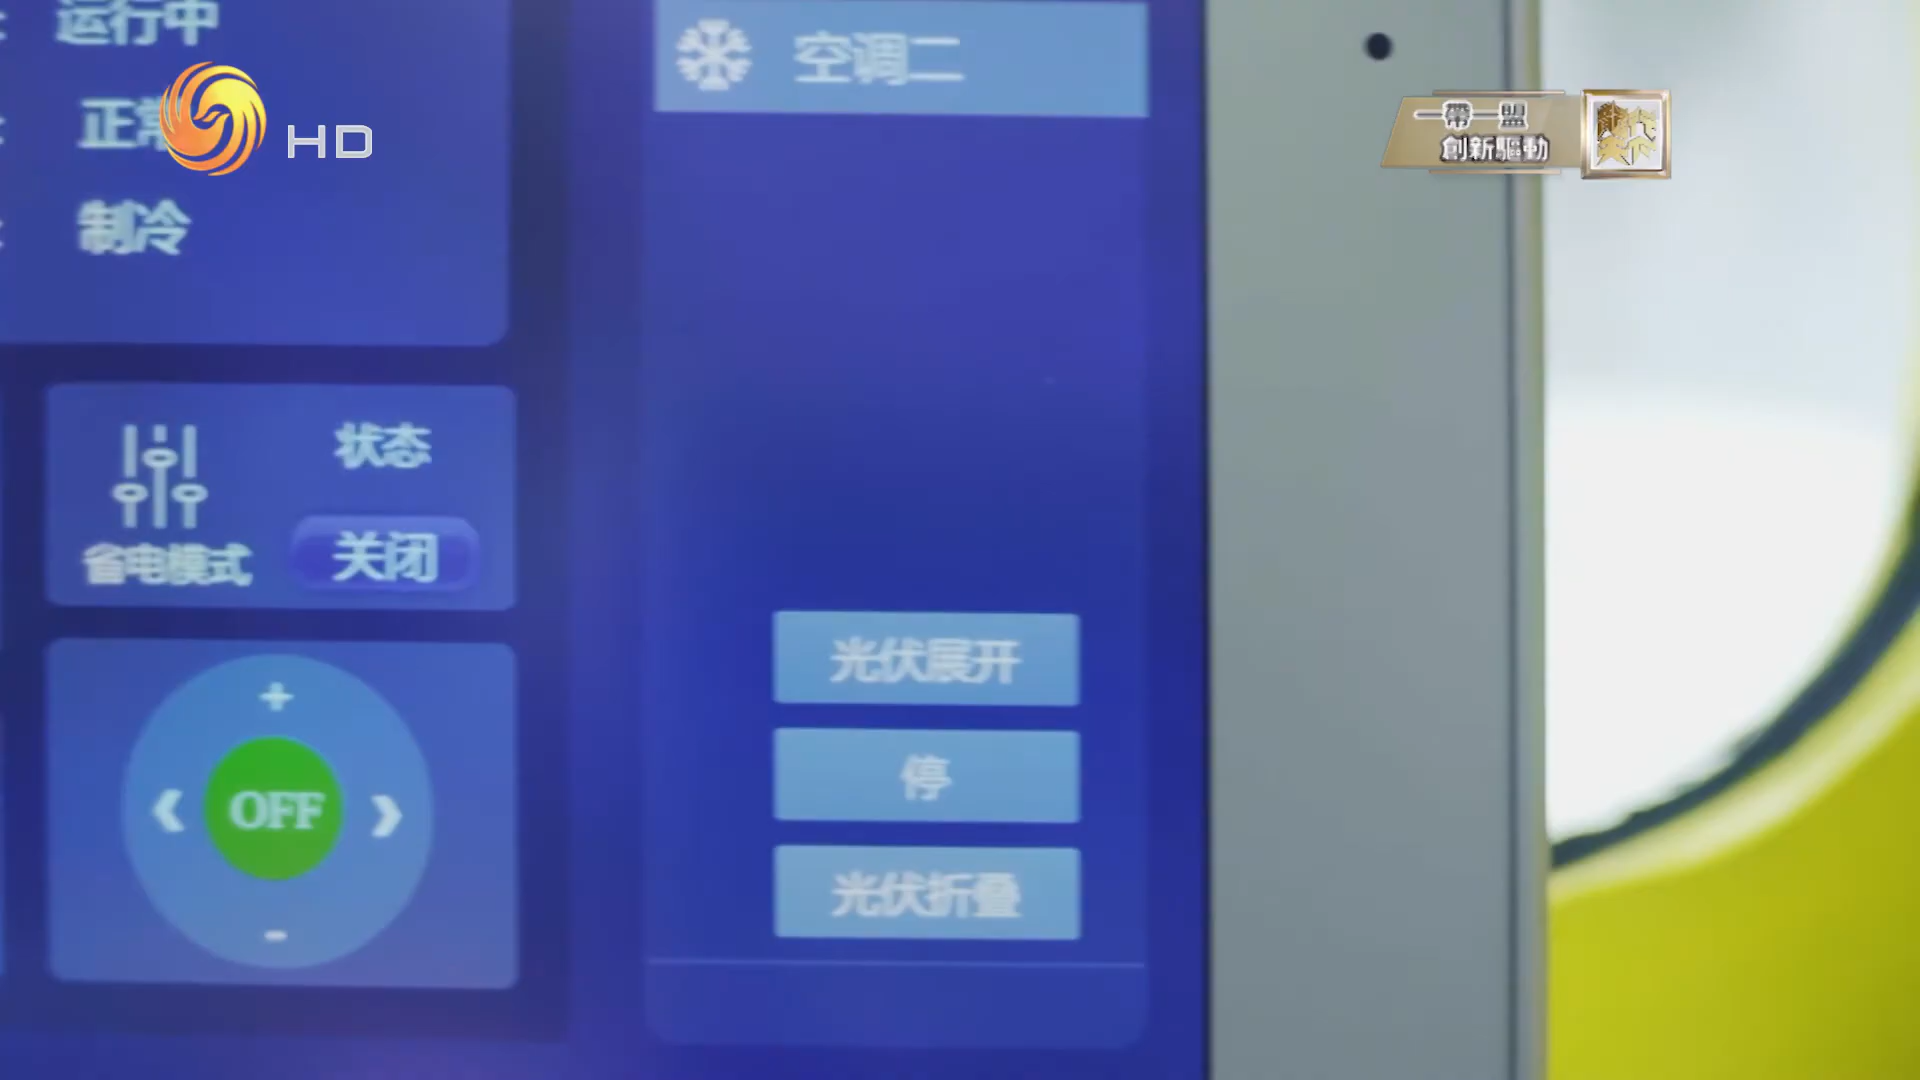 运行中
空调二
正常
HD
一帶一盟
創新驅動
制冷
状态
省电模式
关闭
光伏展开
+
停
OFF
光伏折叠
-